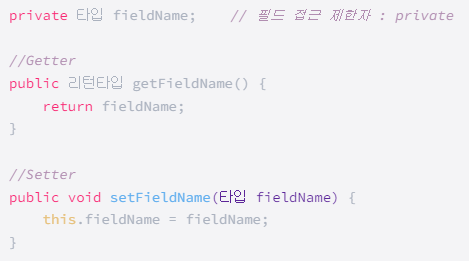 private 타입 fieldName;    // 필드 접근 제한자 : private

//Getter
public 리턴타입 getFieldName() {
    return fieldName;
}

//Setter
public void setFieldName(타입 fieldName) {
    this.fieldName = fieldName;
}